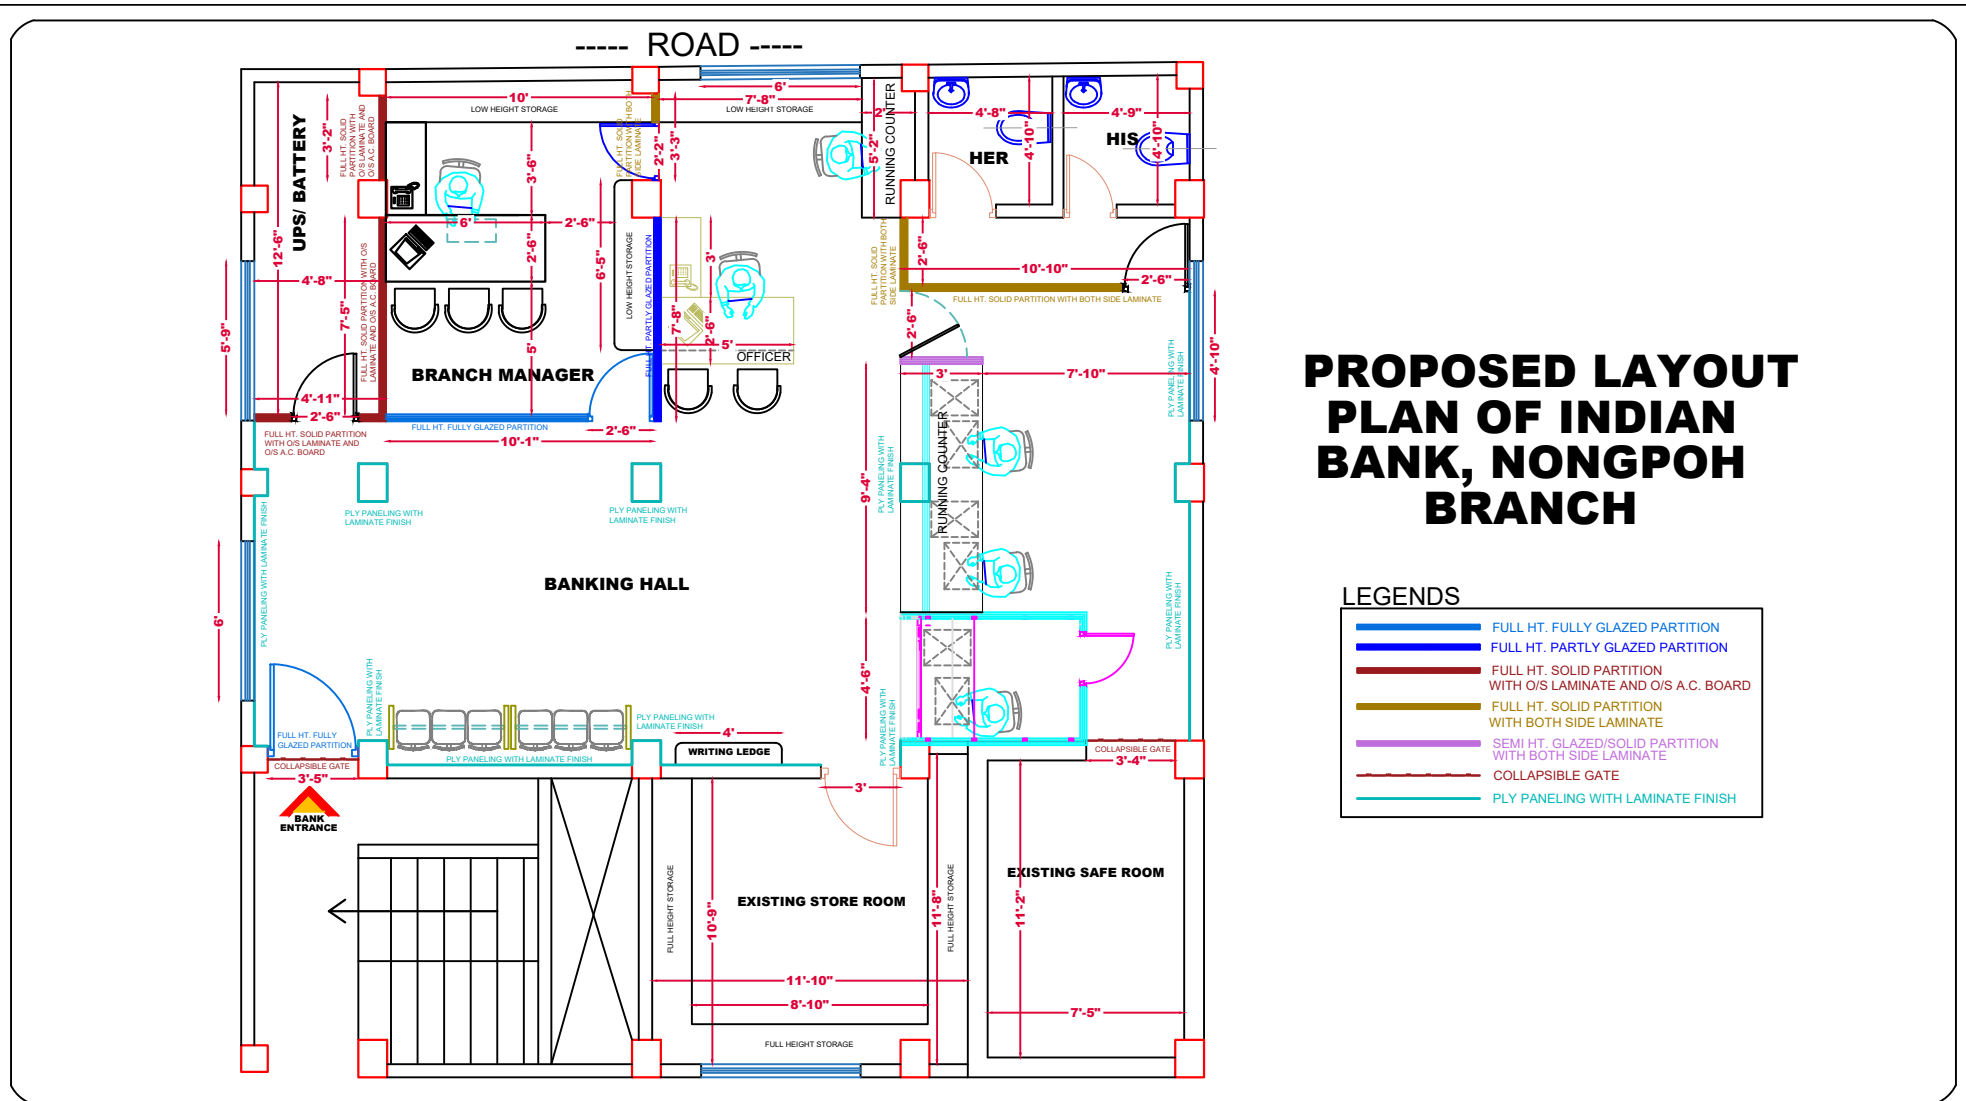 ----- ROAD -----
10'
LOW HEIGHT STORAGE
6'
7'-8"
LOW HEIGHT STORAGE
2'
RUNNING COUNTER
5'-2"
4'-8"
4'-10"
HER
4'-9"
4'-10"
HIS
UPS/ BATTERY
12'-6"
3'-2"
FULL HT. SOLID
PARTITION WITH
O/S LAMINATE AND
O/S A.C. BOARD
FULL HT. SOLID
PARTITION WITH BOTH
SIDE LAMINATE
2'-2"
3'-3"
3'-6"
6'
2'-6"
2'-6"
6'-5"
LOW HEIGHT STORAGE
FULL HT. PARTLY GLAZED PARTITION
7'-8"
3'
2'-6"
5'
OFFICER
FULL HT. SOLID
PARTITION WITH BOTH
SIDE LAMINATE
2'-6"
10'-10"
2'-6"
FULL HT. SOLID PARTITION WITH BOTH SIDE LAMINATE
2'-6"
4'-8"
5'-9"
7'-5"
FULL HT. SOLID PARTITION WITH O/S
LAMINATE AND O/S A.C. BOARD
5'
BRANCH MANAGER
4'-11"
2'-6"
FULL HT. SOLID PARTITION
WITH O/S LAMINATE AND
O/S A.C. BOARD
FULL HT. FULLY GLAZED PARTITION
2'-6"
10'-1"
3'
7'-10"
4'-10"
PLY PANELING WITH
LAMINATE FINISH
RUNNING COUNTER
9'-4"
PLY PANELING WITH
LAMINATE FINISH
PLY PANELING WITH
LAMINATE FINISH
PLY PANELING WITH
LAMINATE FINISH
PLY PANELING WITH LAMINATE FINISH
6'
BANKING HALL
PLY PANELING WITH
LAMINATE FINISH
4'-6"
PLY PANELING WITH
LAMINATE FINISH
PLY PANELING WITH
LAMINATE FINISH
PLY PANELING WITH
LAMINATE FINISH
4'
WRITING LEDGE
PLY PANELING WITH LAMINATE FINISH
FULL HT. FULLY
GLAZED PARTITION
COLLAPSIBLE GATE
3'-5"
BANK
ENTRANCE
3'
COLLAPSIBLE GATE
3'-4"
FULL HEIGHT STORAGE
10'-9"
EXISTING STORE ROOM
11'-8"
FULL HEIGHT STORAGE
11'-10"
8'-10"
FULL HEIGHT STORAGE
EXISTING SAFE ROOM
11'-2"
7'-5"
PROPOSED LAYOUT
PLAN OF INDIAN
BANK, NONGPOH
BRANCH
LEGENDS
FULL HT. FULLY GLAZED PARTITION
FULL HT. PARTLY GLAZED PARTITION
FULL HT. SOLID PARTITION
WITH O/S LAMINATE AND O/S A.C. BOARD
FULL HT. SOLID PARTITION
WITH BOTH SIDE LAMINATE
SEMI HT. GLAZED/SOLID PARTITION
WITH BOTH SIDE LAMINATE
COLLAPSIBLE GATE
PLY PANELING WITH LAMINATE FINISH